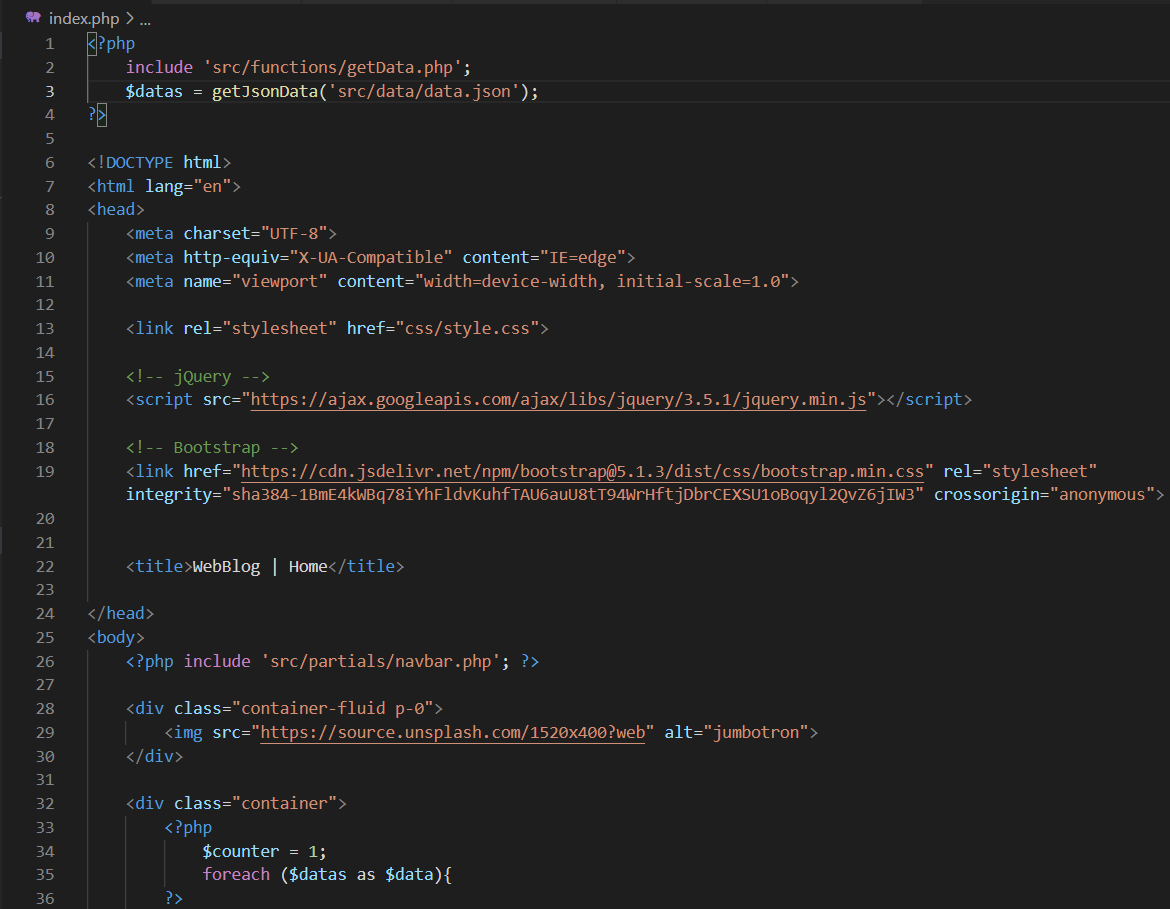 index.php > ...
1 <?php
2 include 'src/functions/getData.php';
3 $datas = getJsonData('src/data/data.json');
4 ?>
5
6 <!DOCTYPE html>
7 <html lang="en">
8 <head>
9 <meta charset="UTF-8">
10 <meta http-equiv="X-UA-Compatible" content="IE=edge">
11 <meta name="viewport" content="width=device-width, initial-scale=1.0">
12
13 <link rel="stylesheet" href="css/style.css">
14
15 <!-- jQuery -->
16 <script src="https://ajax.googleapis.com/ajax/libs/jquery/3.5.1/jquery.min.js"></script>
17
18 <!-- Bootstrap -->
19 <link href="https://cdn.jsdelivr.net/npm/bootstrap@5.1.3/dist/css/bootstrap.min.css" rel="stylesheet"
integrity="sha384-1BmE4kWBq78iYhFldvKuhfTAU6auU8tT94WrHftjDbrCEXSU1oBoqyl2QvZ6jIW3" crossorigin="anonymous">
20
21
22 <title>WebBlog | Home</title>
23
24 </head>
25 <body>
26 <?php include 'src/partials/navbar.php'; ?>
27
28 <div class="container-fluid p-0">
29 <img src="https://source.unsplash.com/1520x400?web" alt="jumbotron">
30 </div>
31
32 <div class="container">
33 <?php
34 $counter = 1;
35 foreach ($datas as $data){
36 ?>